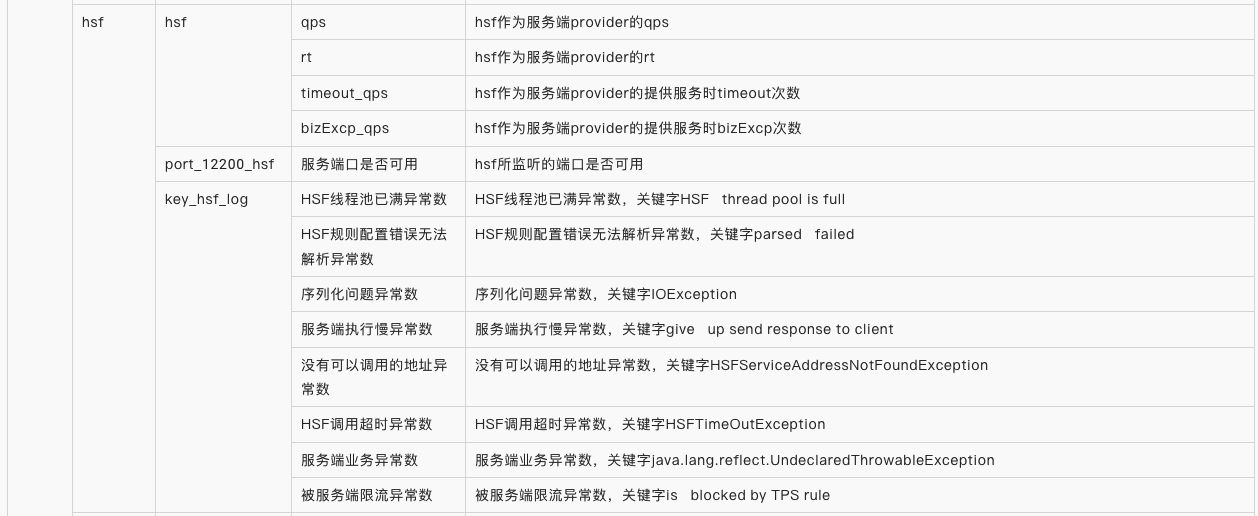 hsf hsf qps hsf作为服务端provider的qps
rt hsf作为服务端provider的rt
timeout_qps hsf作为服务端provider的提供服务时timeout次数
bizExcp_qps hsf作为服务端provider的提供服务时bizExcp次数
port_12200_hsf 服务端口是否可用 hsf所监听的端口是否可用
key_hsf_log HSF线程池已满异常数 HSF线程池已满异常数，关键字HSF thread pool is full
HSF规则配置错误无法 HSF规则配置错误无法解析异常数，关键字parsed failed
解析异常数
序列化问题异常数 序列化问题异常数，关键字IOException
服务端执行慢异常数 服务端执行慢异常数，关键字give up send response to client
没有可以调用的地址异 没有可以调用的地址异常数，关键字HSFServiceAddressNotFoundException
常数
HSF调用超时异常数 HSF调用超时异常数，关键字HSFTimeOutException
服务端业务异常数 服务端业务异常数，关键字java.lang.reflect.UndeclaredThrowableException
被服务端限流异常数 被服务端限流异常数，关键字is blocked by TPS rule